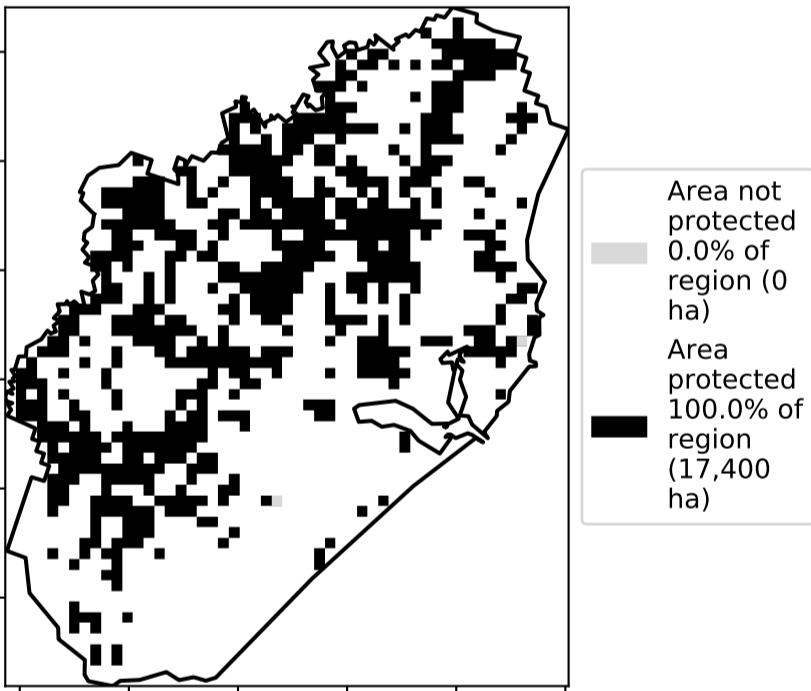 Area not
protected
0.0% of
region (0
ha)
Area
protected
100.0% of
region
(17,400
ha)